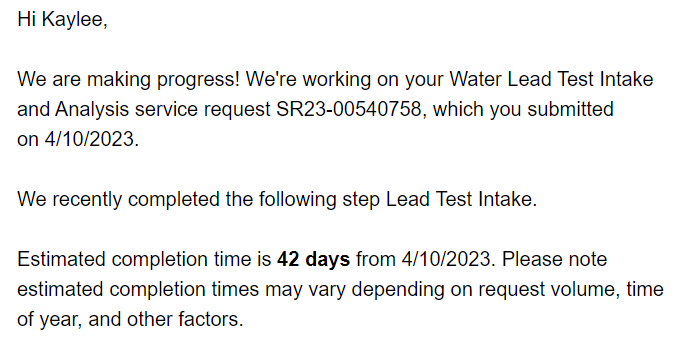 Hi Kaylee,
We are making progress! We're working on your Water Lead Test Intake
and Analysis service request SR23-00540758, which you submitted
on 4/10/2023.
We recently completed the following step Lead Test Intake.
Estimated completion time is 42 days from 4/10/2023. Please note
estimated completion times may vary depending on request volume, time
of year, and other factors.